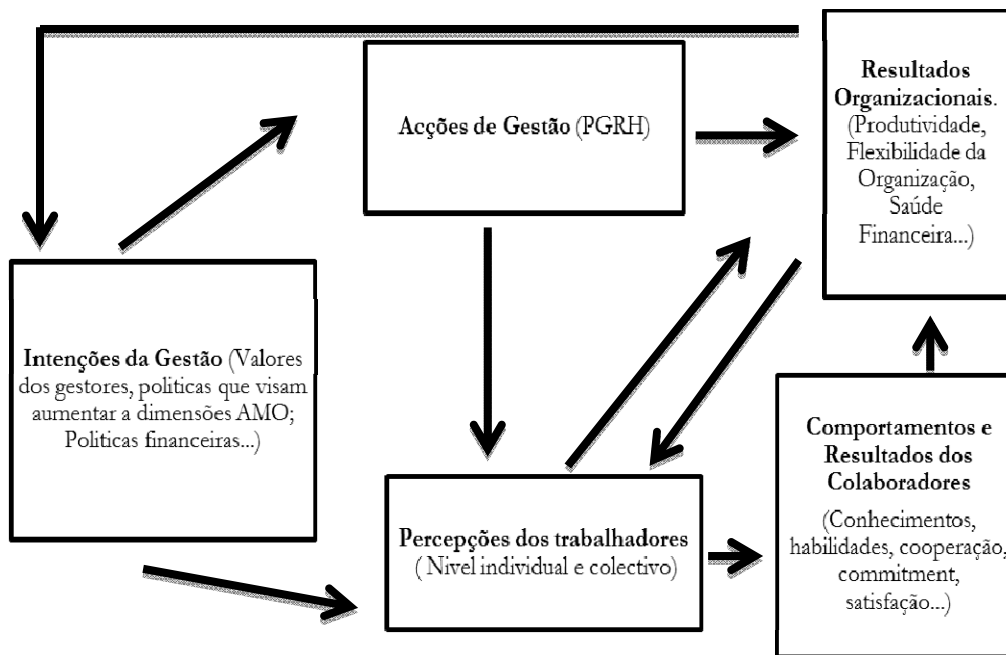 Acções de Gestão (PGRH)
Resultados
Organizacionais.
(Produtividade,
Flexibilidade da
Organização,
Saúde
Financeira...)
Intenções da Gestão (Valores
dos gestores, politicas que visam
aumentar a dimensões AMO;
Politicas financeiras...)
Percepções dos trabalhadores
( Nivel individual e colectivo)
Comportamentos e
Resultados dos
Colaboradores
(Conhecimentos,
habilidades, cooperação,
commitment,
satisfação...)